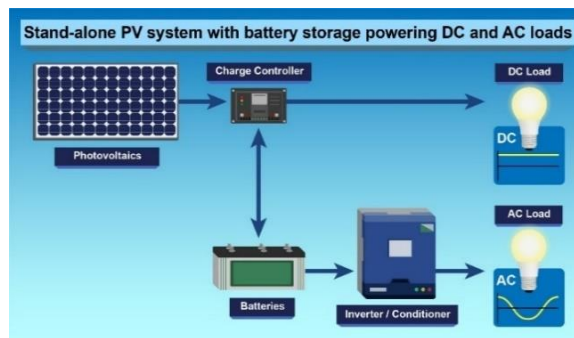 Stand-alone PV system with battery storage powering DC and AC loads
Charge Controller
DC Load
DC
Photovoltaics
AC Load
AC
Batteries
Inverter / Conditioner